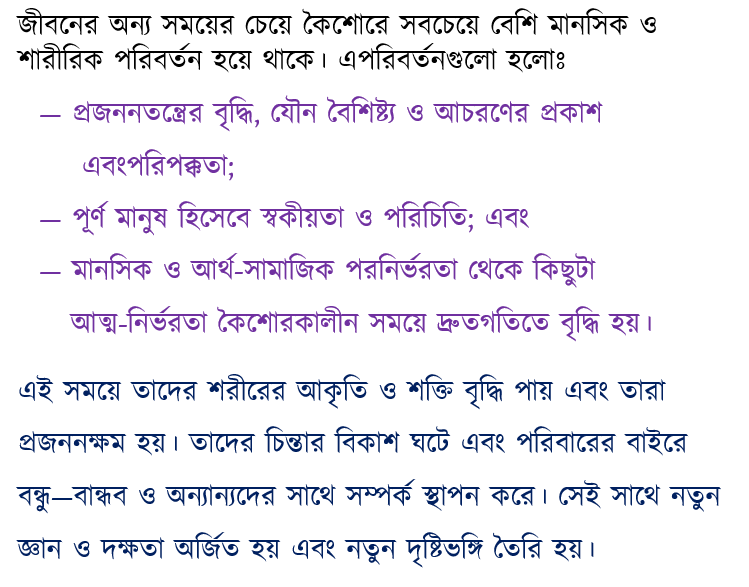 জীবনের অন্য সময়ের চেয়ে কৈশোরে সবচেয়ে বেশি মানসিক ও
শারীরিক পরিবর্তন হয়ে থাকে। এপরিবর্তনগুলো হলোঃ
– প্রজননতন্ত্রের বৃদ্ধি, যৌন বৈশিষ্ট্য ও আচরণের প্রকাশ
এবংপরিপক্কতা;
– পূর্ণ মানুষ হিসেবে স্বকীয়তা ও পরিচিতি; এবং
– মানসিক ও আর্থ-সামাজিক পরনির্ভরতা থেকে কিছুটা
আত্ম-নির্ভরতা কৈশোরকালীন সময়ে দ্রুতগতিতে বৃদ্ধি হয়।
এই সময়ে তাদের শরীরের আকৃতি ও শক্তি বৃদ্ধি পায় এবং তারা
প্রজননক্ষম হয়। তাদের চিন্তার বিকাশ ঘটে এবং পরিবারের বাইরে
বন্ধু—বান্ধব ও অন্যান্যদের সাথে সম্পর্ক স্থাপন করে। সেই সাথে নতুন
জ্ঞান ও দক্ষতা অর্জিত হয় এবং নতুন দৃষ্টিভঙ্গি তৈরি হয়।